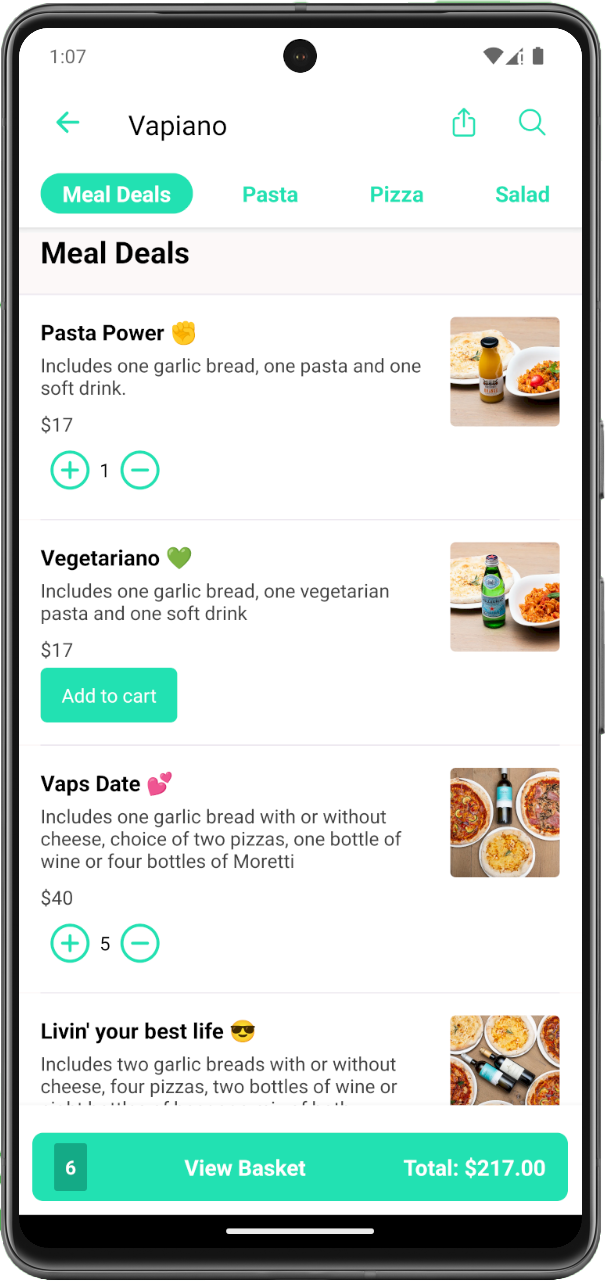 1:07
Vapiano
Meal Deals
Pasta
Pizza
Salad
Meal Deals
Pasta Power ✊
Includes one garlic bread, one pasta and one
soft drink.
$17
1
Vegetariano 💚
Includes one garlic bread, one vegetarian
pasta and one soft drink
$17
Add to cart
Vaps Date 💕
Includes one garlic bread with or without
cheese, choice of two pizzas, one bottle of
wine or four bottles of Moretti
$40
5
Livin' your best life 😎
Includes two garlic breads with or without
cheese, four pizzas, two bottles of wine or
6
View Basket
Total: $217.00